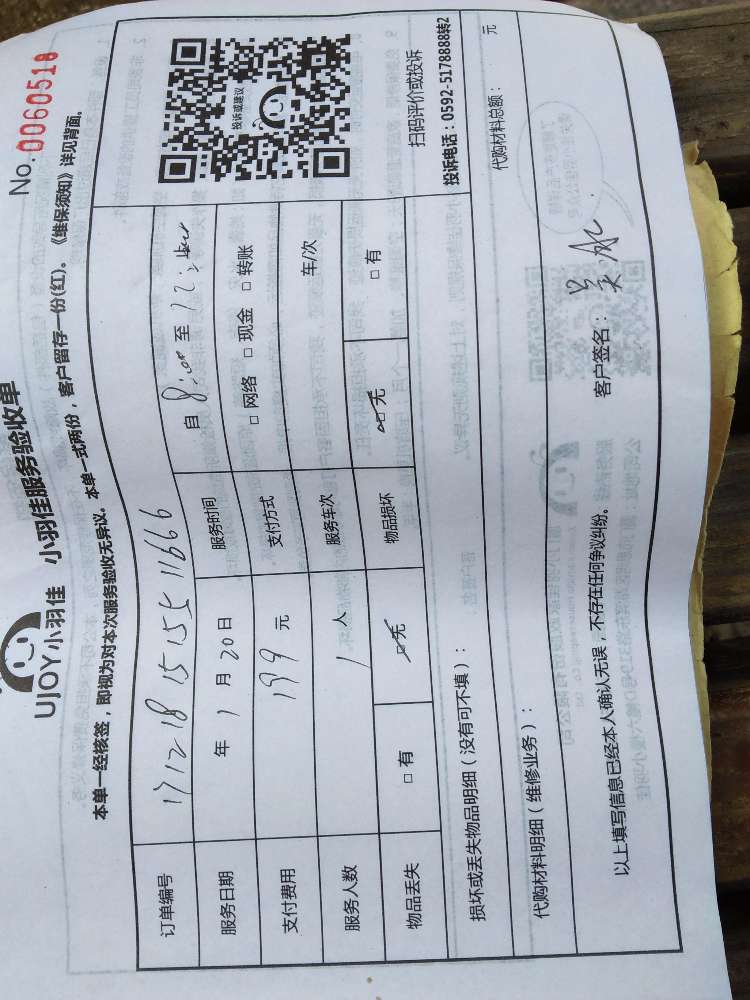 No. 0060518
UJOY小羽佳 小羽佳服务验收单
本单一经核签，即视为对本次服务验收无异议。本单一式两份，客户留存一份(红)。《维保须知》详见背面。
订单编号 1712181515511666
服务日期 年 1 月 20 日 服务时间 自 8:00 至 12:00
支付费用 199 元 支付方式 □ 网络 □ 现金 □ 转账
服务人数 1 人 服务车次 车/次
物品丢失 □ 有 □ 无 物品损坏 □ 无 □ 有
投诉或建议
扫码评价或投诉
投诉电话：0592-5178888转2
损坏或丢失物品明细（没有可不填）：
代购材料明细（维修业务）： 代购材料总额： 元
以上填写信息已经本人确认无误，不存在任何争议纠纷。 客户签名：